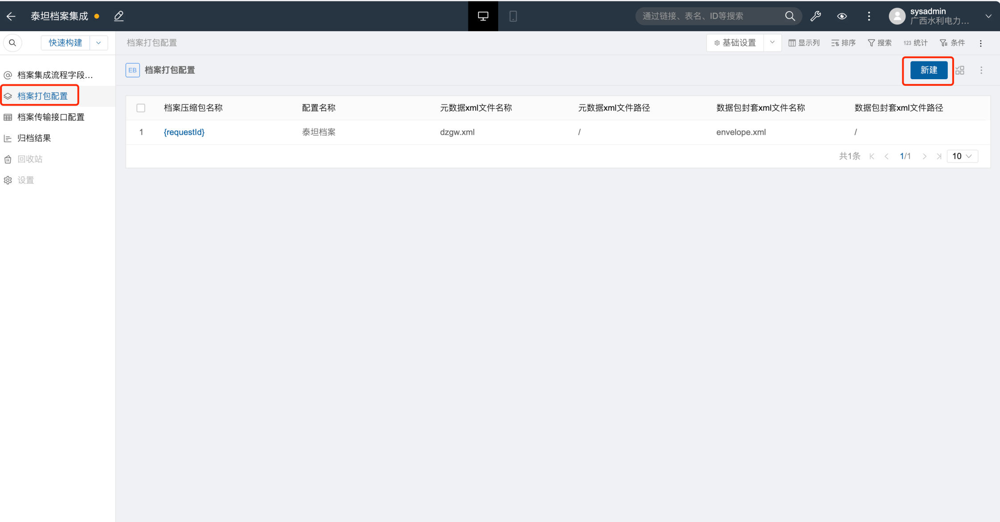 泰坦档案集成
通过链接、表名、ID等搜索
sysadmin
广西水利电力...
快速构建
档案打包配置
基础设置
显示列
排序
搜索
123 统计
条件
档案集成流程字段...
档案打包配置
档案传输接口配置
归档结果
回收站
设置
EB 档案打包配置
新建
档案压缩包名称 配置名称 元数据xml文件名称 元数据xml文件路径 数据包封套xml文件名称 数据包封套xml文件路径
1 {requestId} 泰坦档案 dzgw.xml / envelope.xml /
共1条 1/1 10